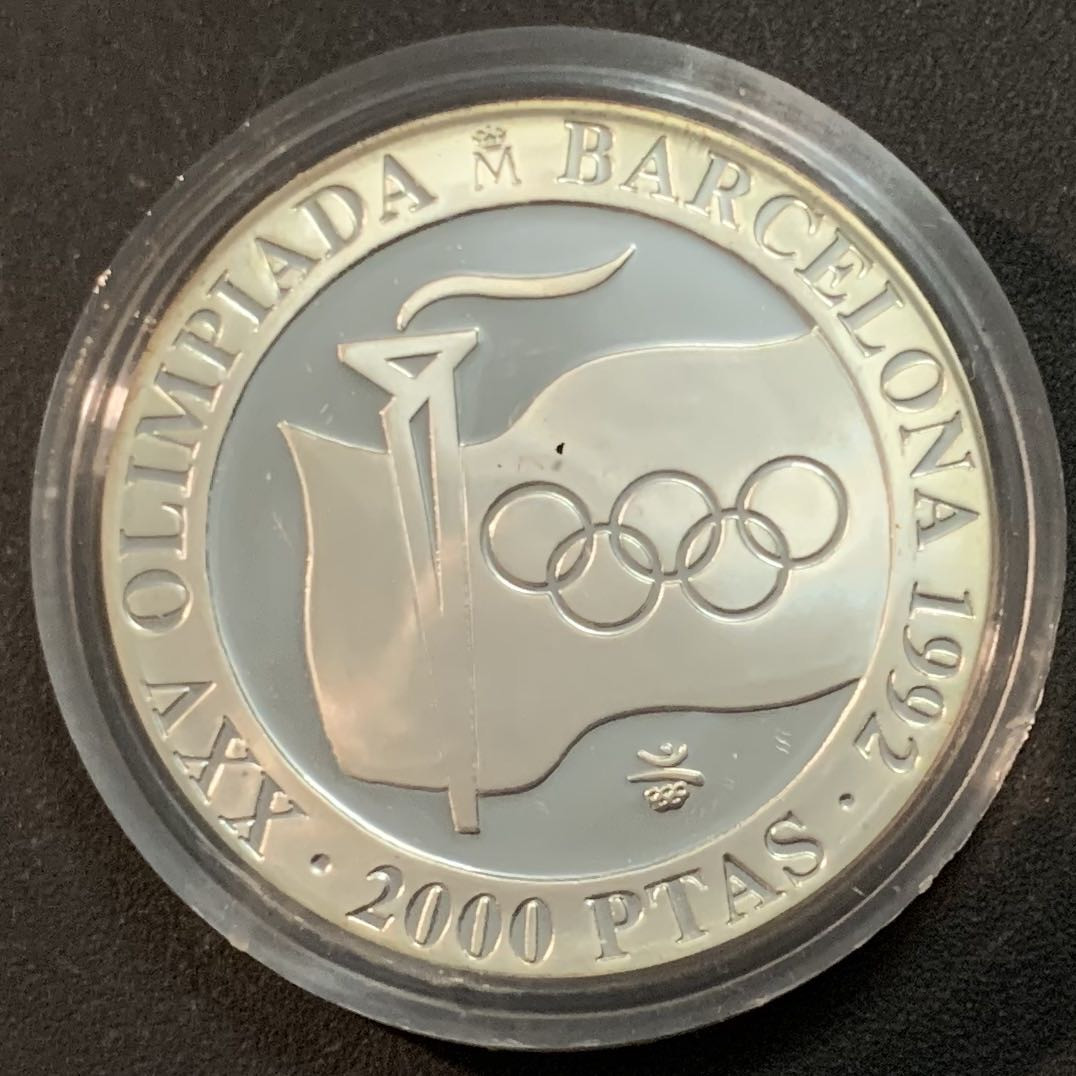 XXV OLIMPIADA M BARCELONA 1992 · 2000 PTAS ·